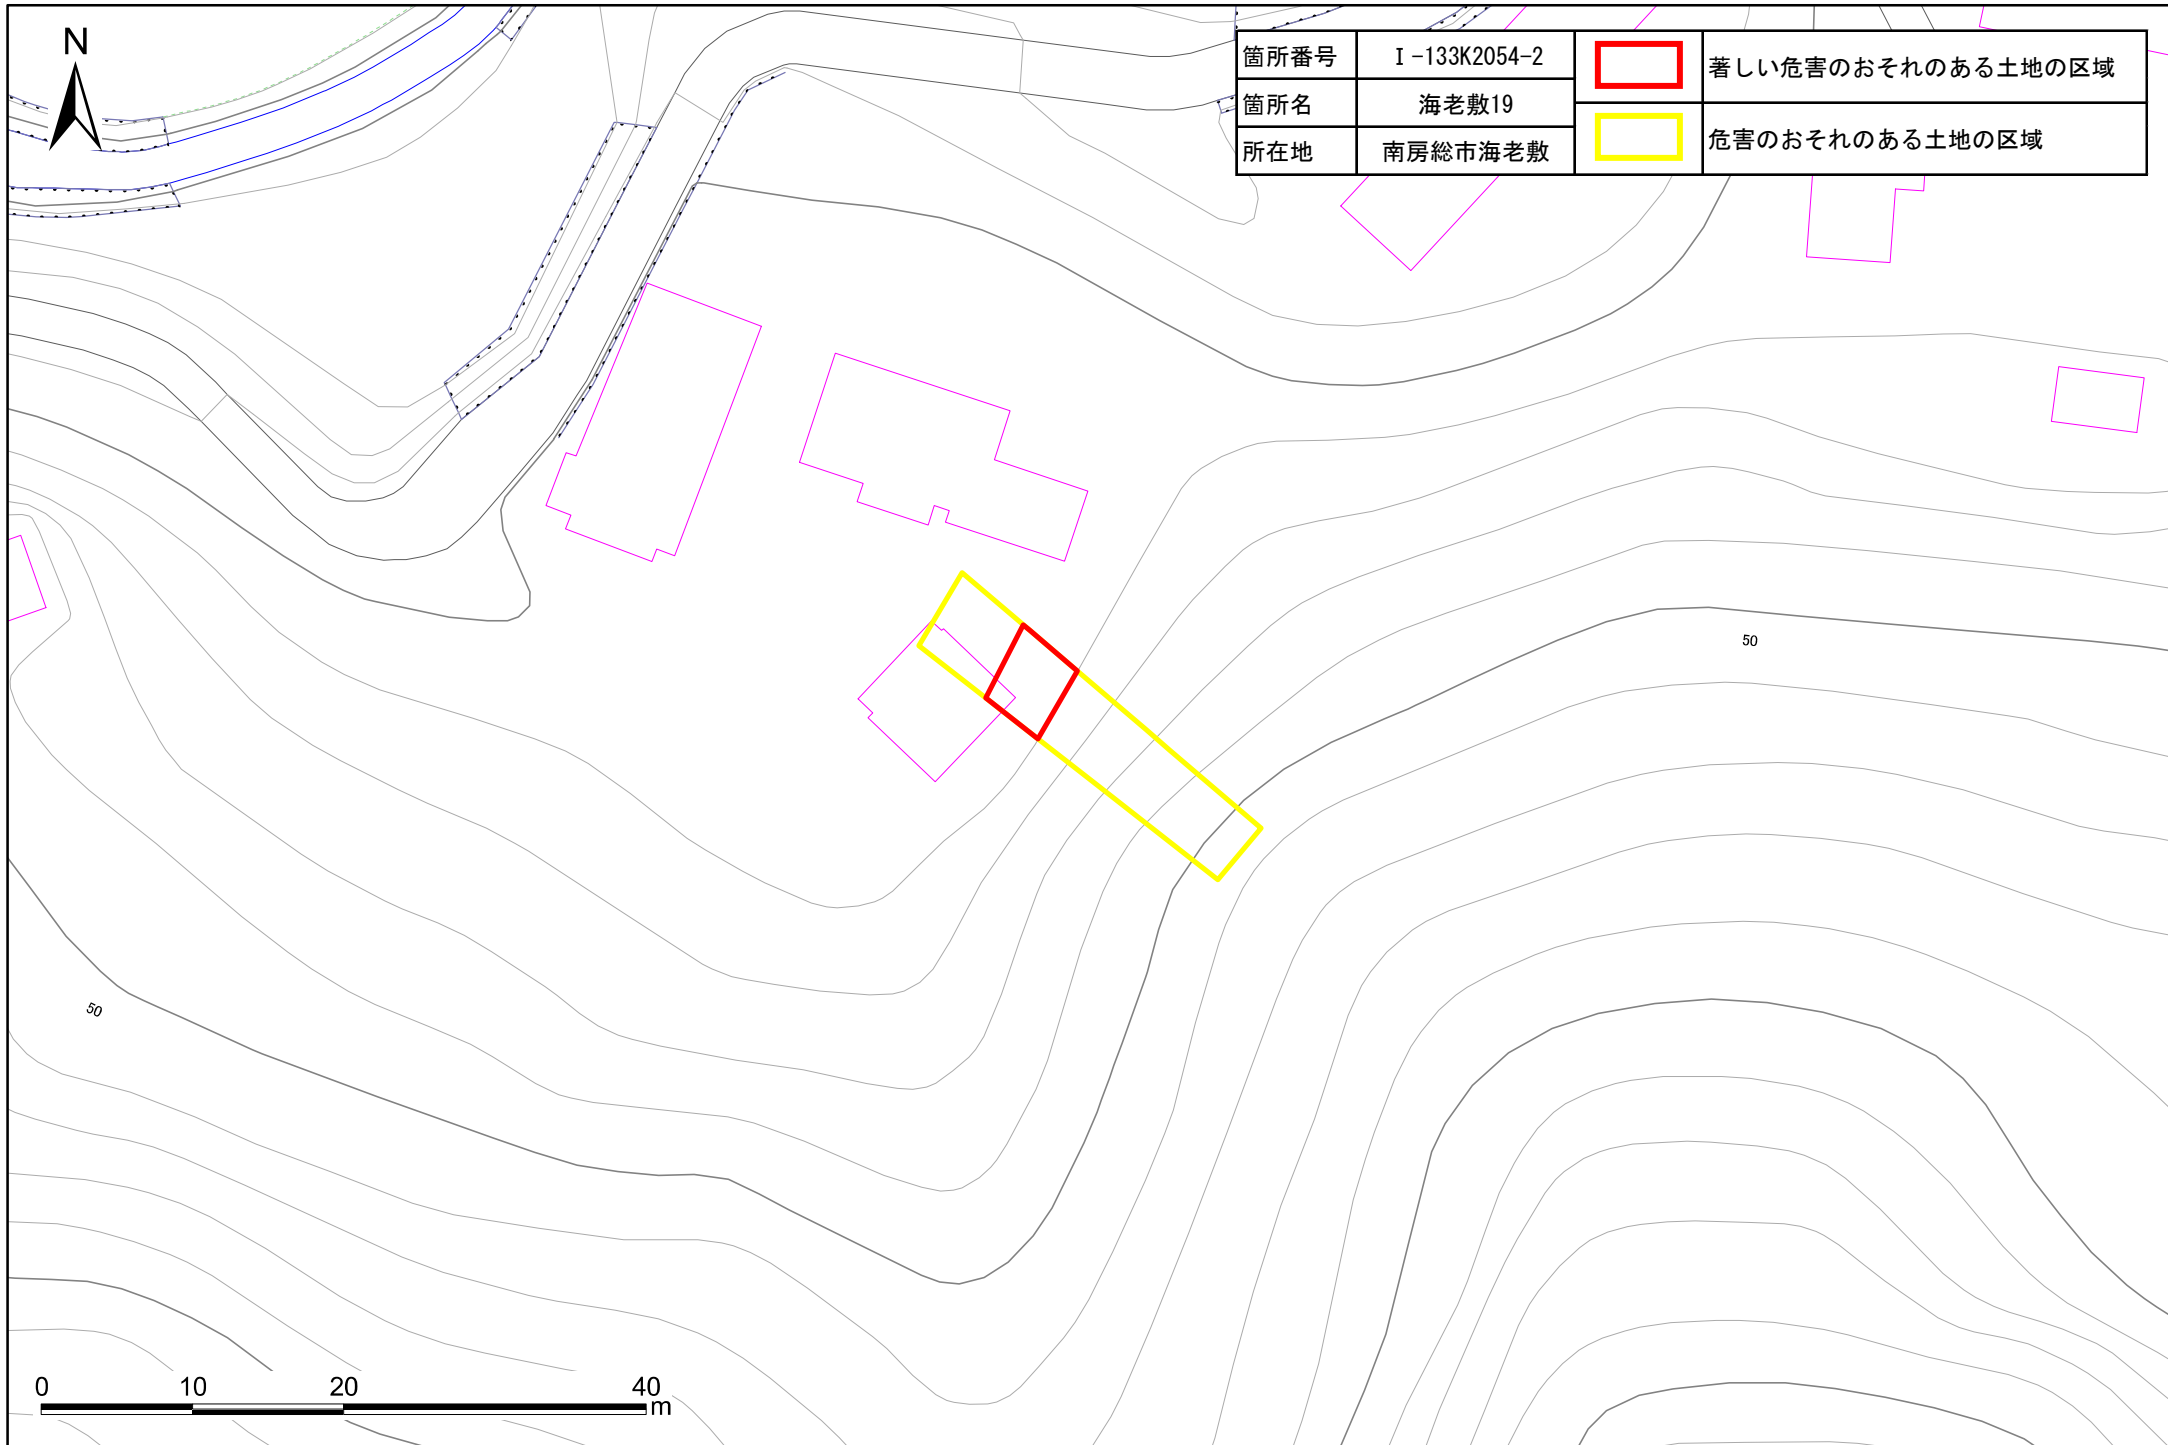 N
箇所番号 Ⅰ-133K2054-2
著しい危害のおそれのある土地の区域
箇所名 海老敷19
危害のおそれのある土地の区域
所在地 南房総市海老敷
50
50
0 10 20 40
m